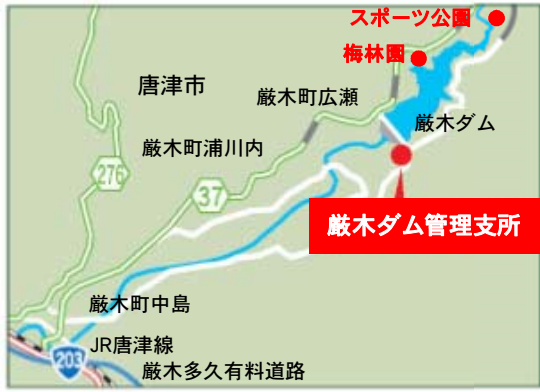 スポーツ公園
梅林園
唐津市
厳木町広瀬
厳木ダム
厳木町浦川内
276
37
厳木ダム管理支所
厳木町中島
JR唐津線
203
厳木多久有料道路